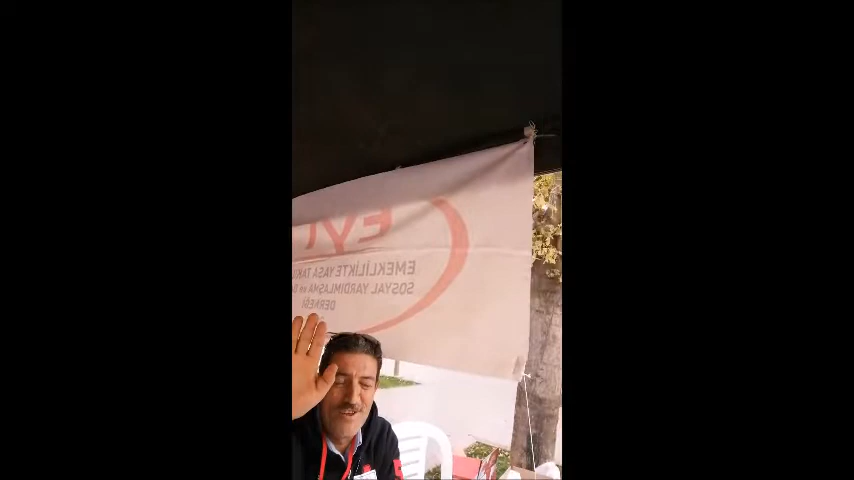 EYT
EMEKLİLİKTE YAŞA TAKI
SOSYAL YARDIMLAŞMA ve D
DERNEĞİ